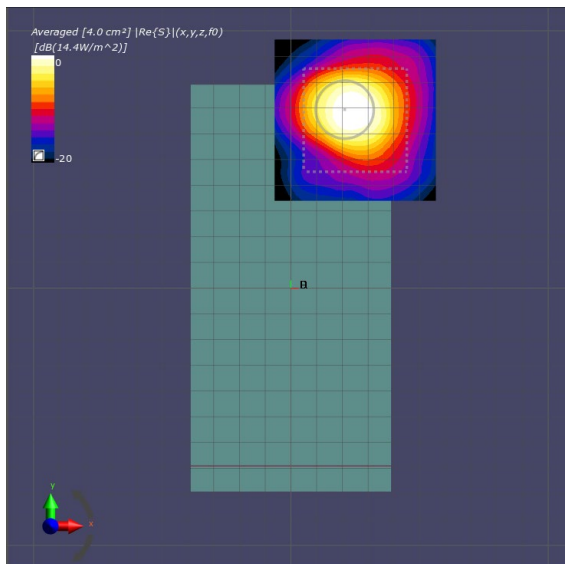 Averaged [4.0 cm²] |Re{S}|(x,y,z,f0)
[dB(14.4W/m^2)]
0
-20
y
x